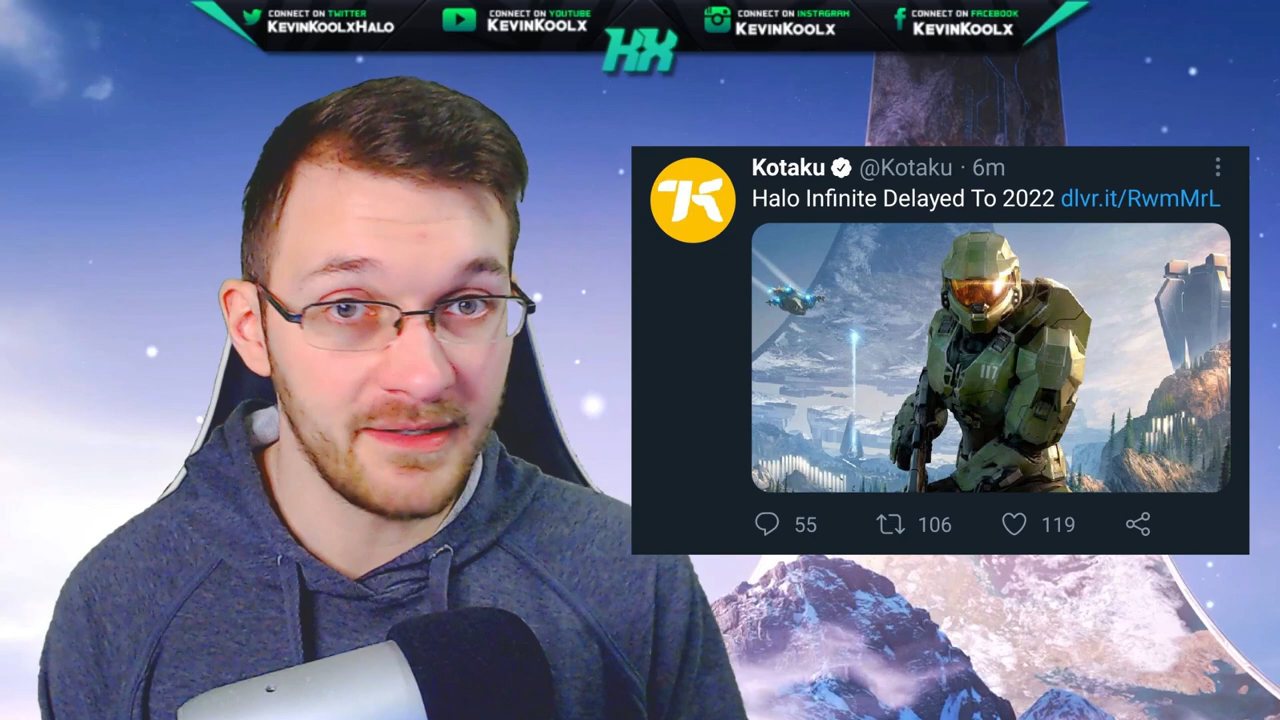 CONNECT ON TWITTER
KEVINKOOLXHALO
CONNECT ON YOUTUBE
KEVINKOOLX
CONNECT ON INSTAGRAM
KEVINKOOLX
CONNECT ON FACEBOOK
KEVINKOOLX
KX
Kotaku @Kotaku · 6m
Halo Infinite Delayed To 2022 dlvr.it/RwmMrL
117
55 106 119